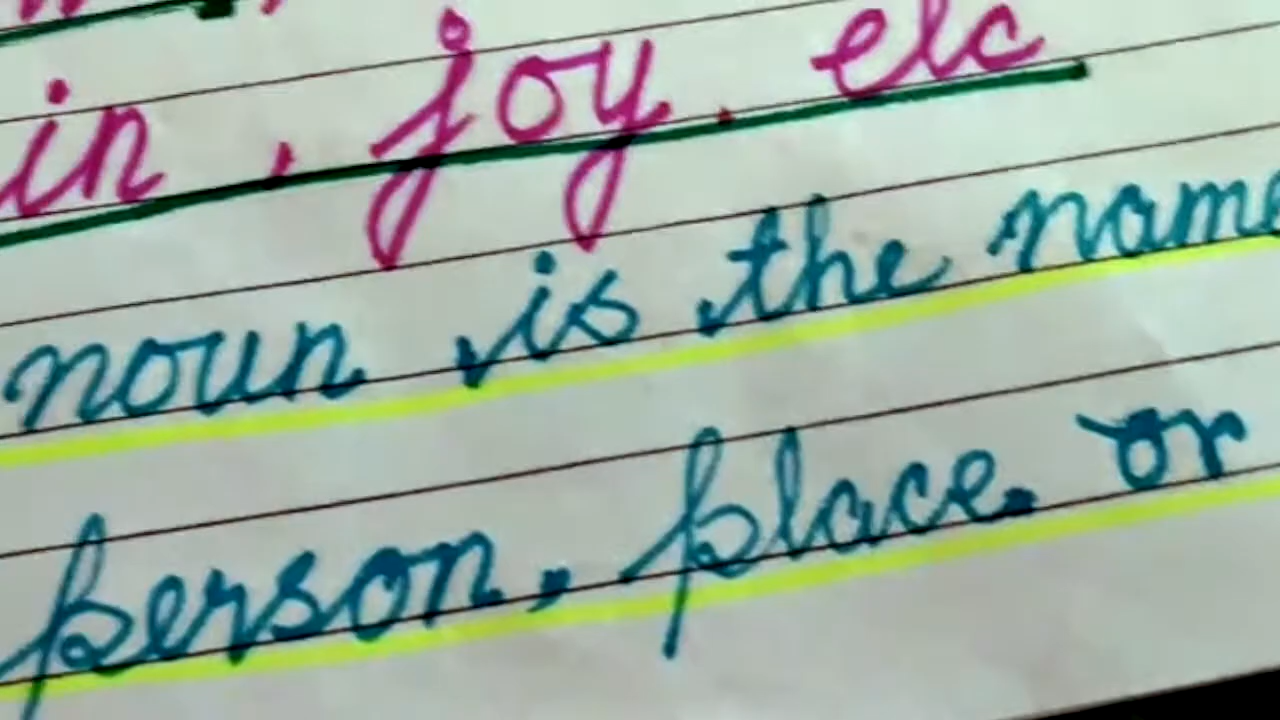 in , joy , etc
noun is the name
person, place. or